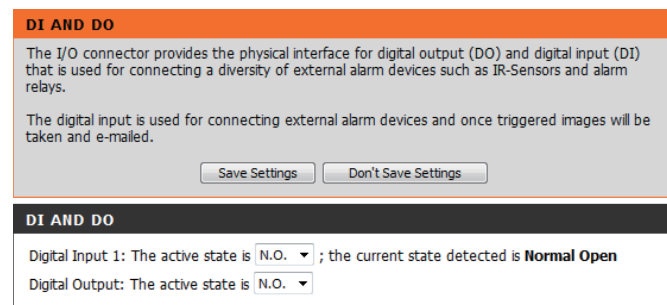 DI AND DO
The I/O connector provides the physical interface for digital output (DO) and digital input (DI)
that is used for connecting a diversity of external alarm devices such as IR-Sensors and alarm
relays.
The digital input is used for connecting external alarm devices and once triggered images will be
taken and e-mailed.
Save Settings Don't Save Settings
DI AND DO
Digital Input 1: The active state is N.O. ; the current state detected is Normal Open
Digital Output: The active state is N.O.